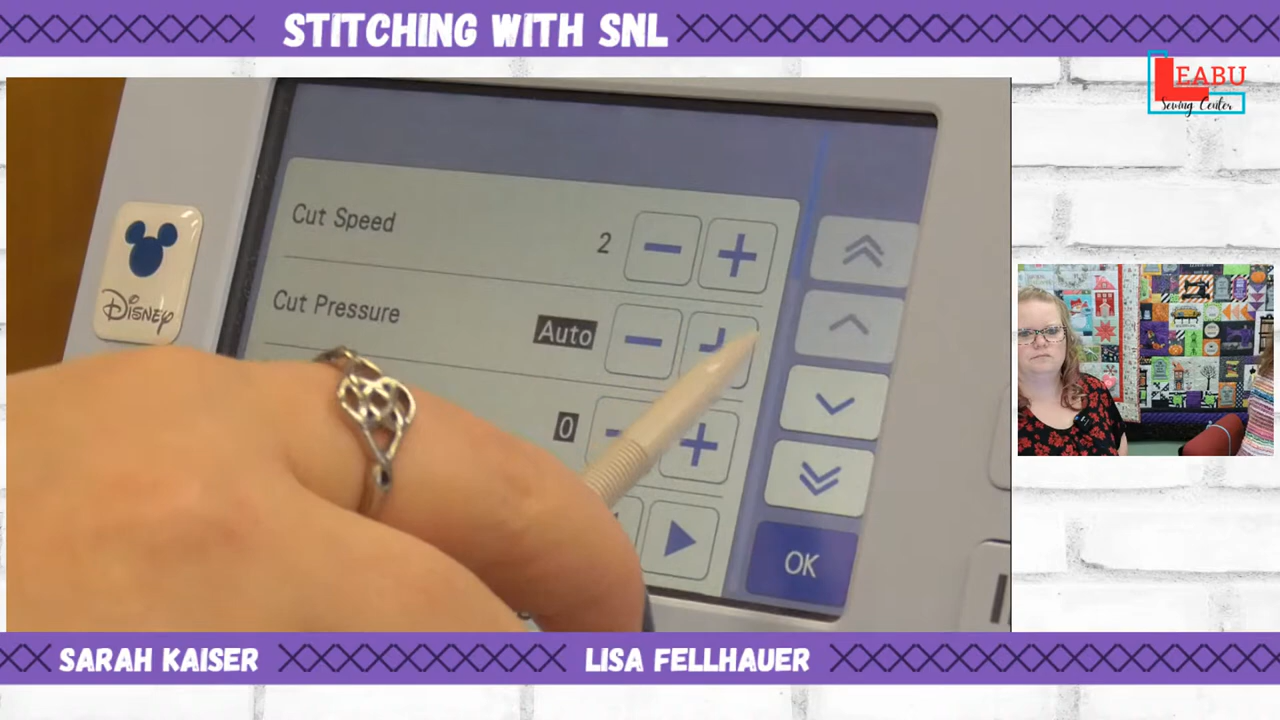 STITCHING WITH SNL
LEABU
Sewing Center
Cut Speed
2
Cut Pressure
Auto
0
OK
Disney
SARAH KAISER
LISA FELLHAUER